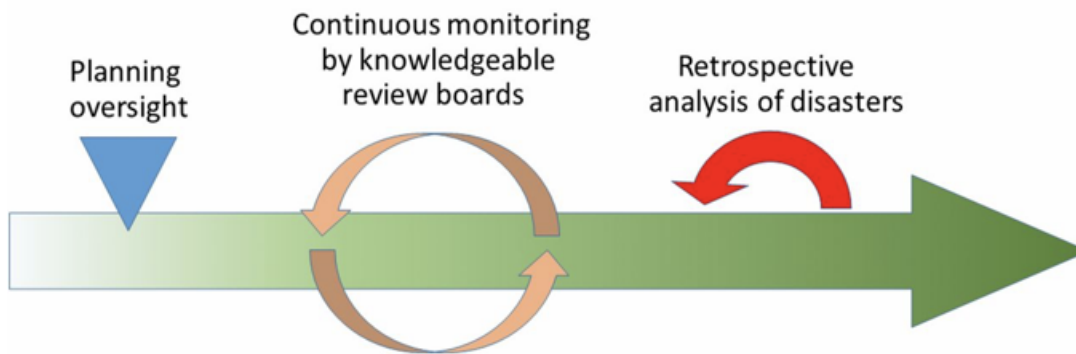 Planning
oversight
Continuous monitoring
by knowledgeable
review boards
Retrospective
analysis of disasters